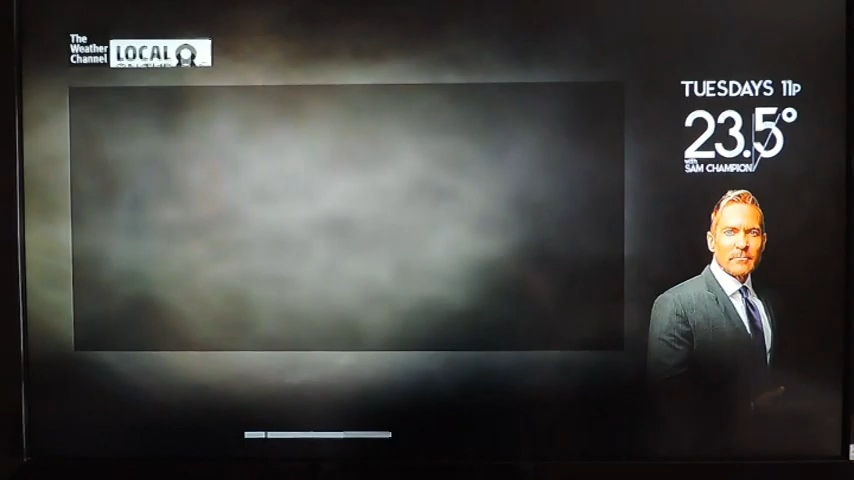 The
Weather
Channel
LOCAL
TUESDAYS 11P
23.5°
with
SAM CHAMPION